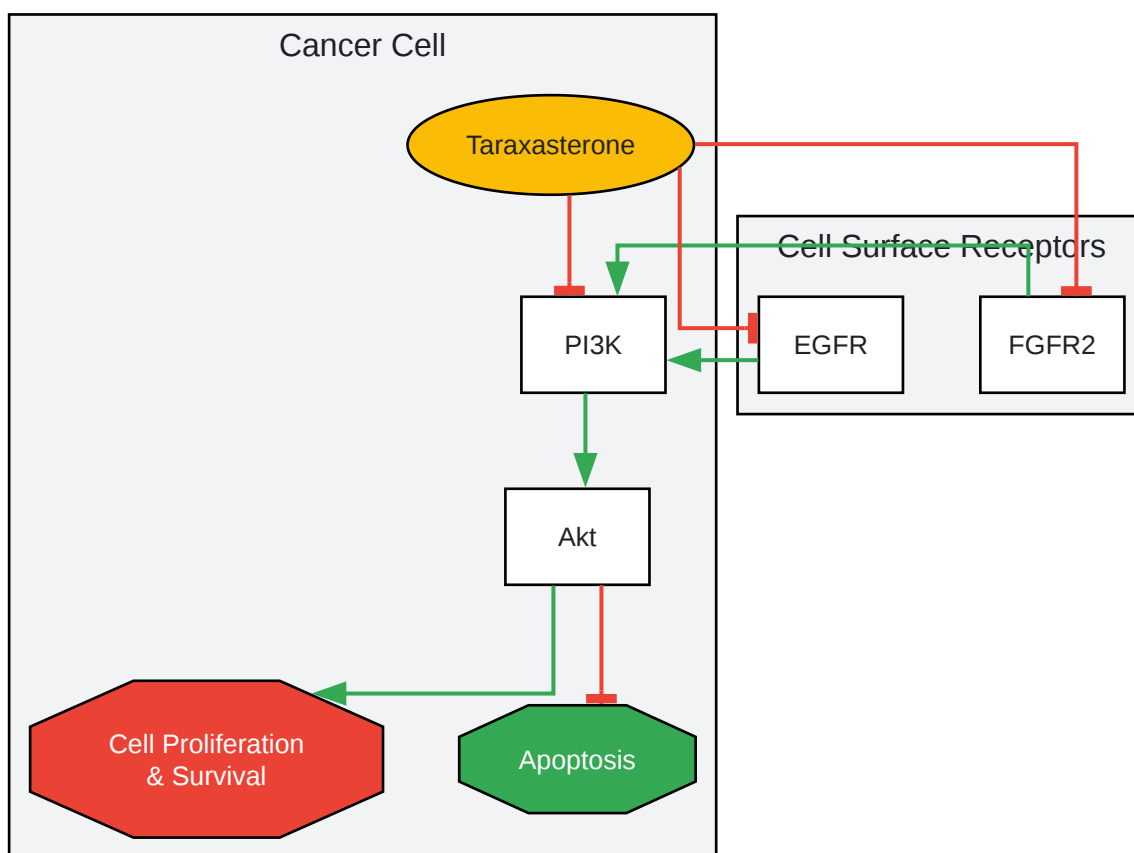 Cancer Cell
Taraxasterone
Cell Surface Receptors
PI3K
EGFR
FGFR2
Akt
Cell Proliferation
& Survival
Apoptosis